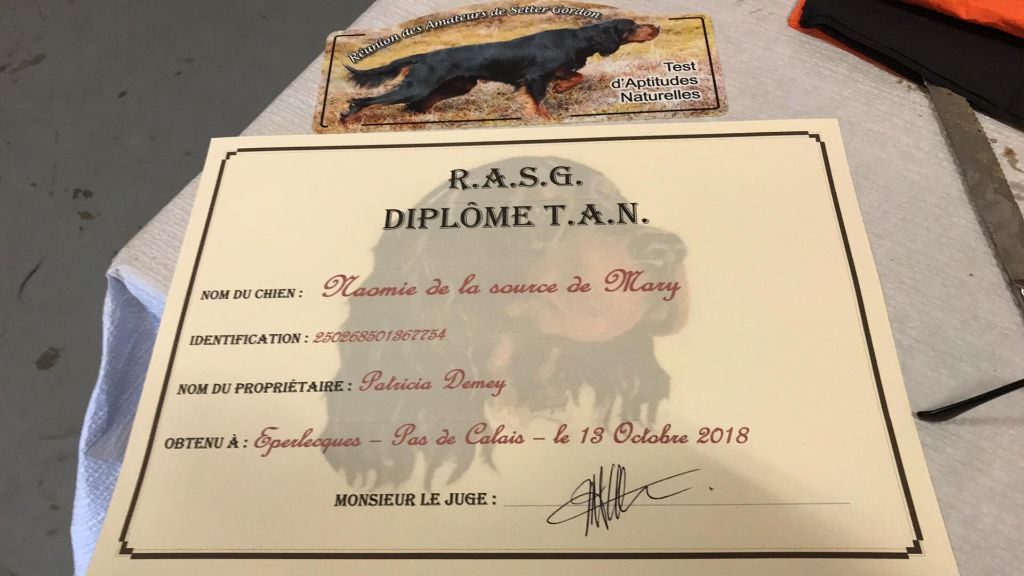 Réunion des Amateurs de Setter Gordon
Test
d'Aptitudes
Naturelles
R.A.S.G.
DIPLÔME T.A.N.
NOM DU CHIEN : Naomie de la source de Mary
IDENTIFICATION : 250268501367754
NOM DU PROPRIÉTAIRE : Patricia Demey
OBTENU À : Eperlecques – Pas de Calais – le 13 Octobre 2018
MONSIEUR LE JUGE :